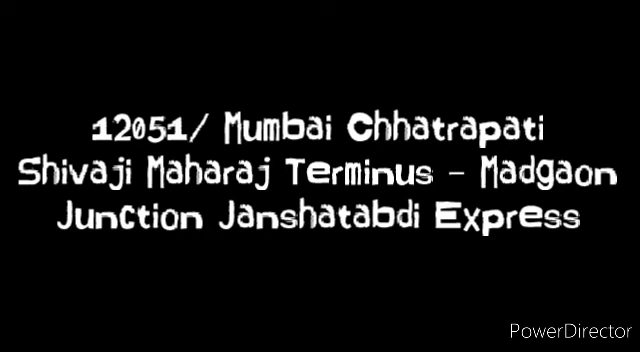 12051/ Mumbai Chhatrapati
Shivaji Maharaj Terminus - Madgaon
Junction Janshatabdi Express
PowerDirector